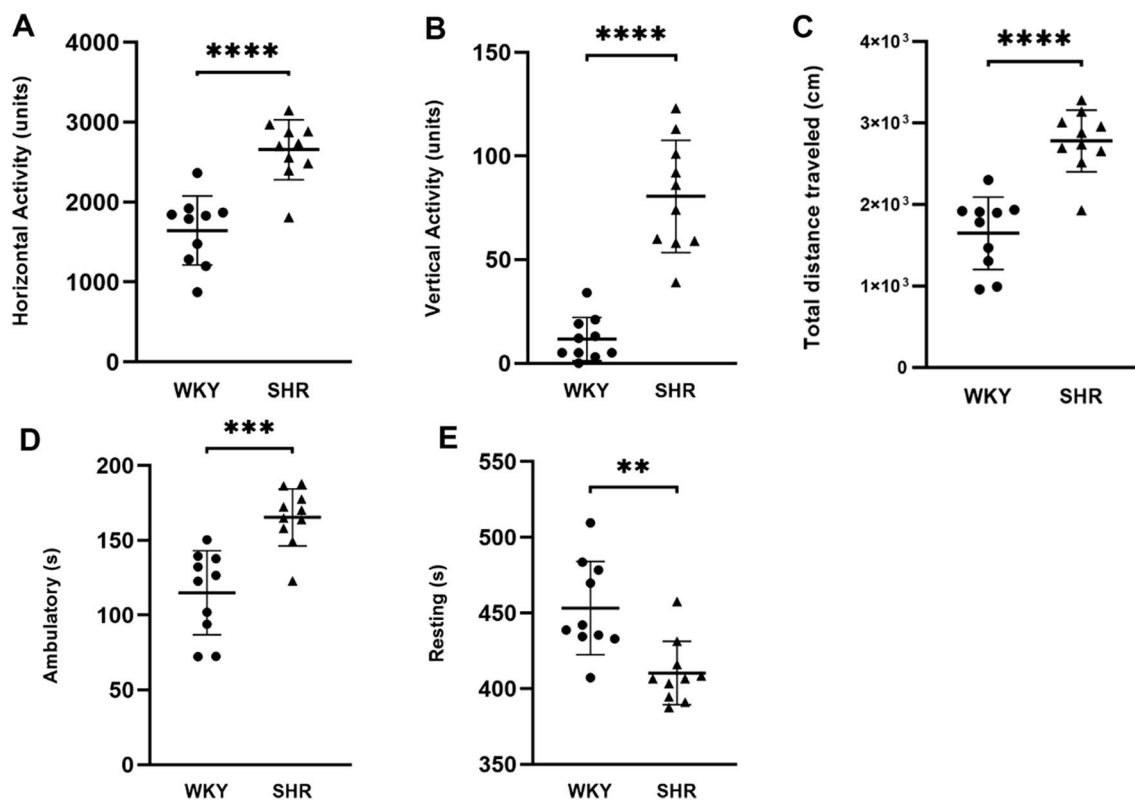 A
Horizontal Activity (units)
4000
3000
2000
1000
0
****
WKY SHR
B
Vertical Activity (units)
150
100
50
0
****
WKY SHR
C
Total distance traveled (cm)
4×10³
3×10³
2×10³
1×10³
0
****
WKY SHR
D
Ambulatory (s)
200
150
100
50
0
***
WKY SHR
E
Resting (s)
550
500
450
400
350
**
WKY SHR